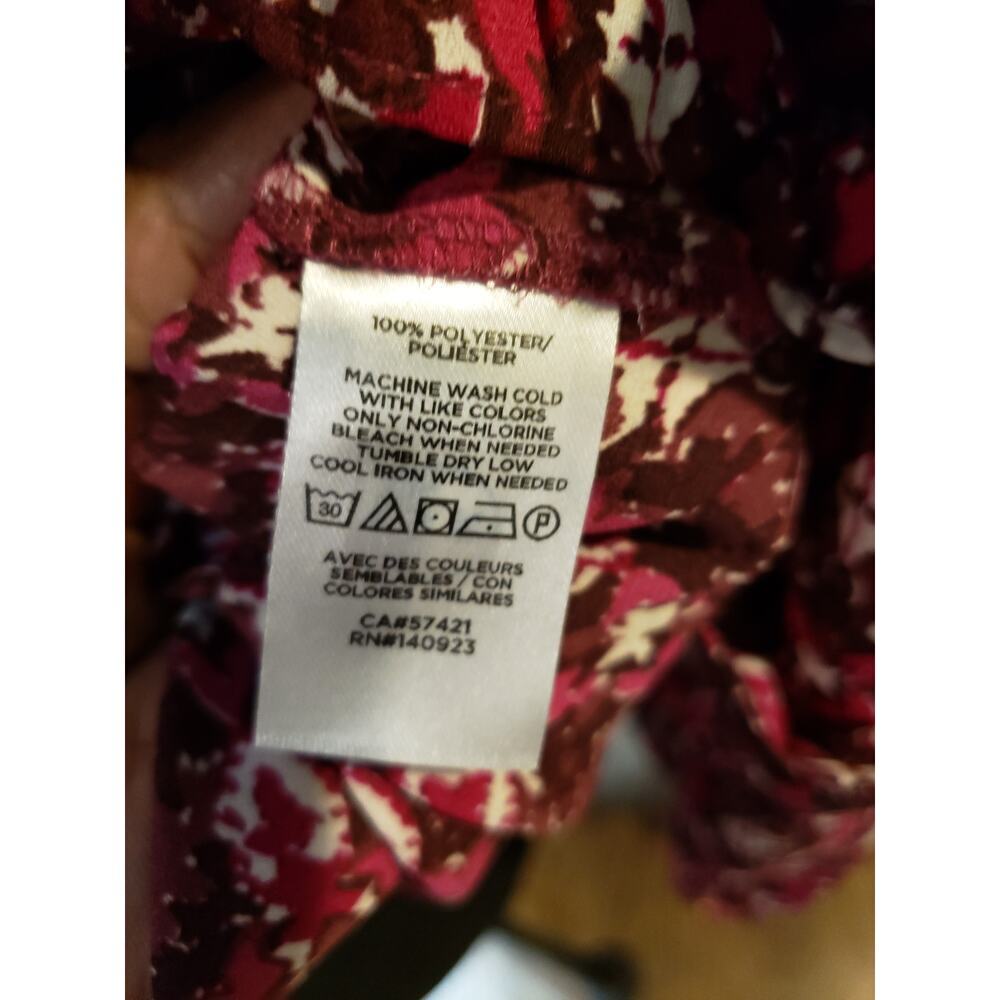 100% POLYESTER/
POLIÉSTER
MACHINE WASH COLD
WITH LIKE COLORS
ONLY NON-CHLORINE
BLEACH WHEN NEEDED
TUMBLE DRY LOW
COOL IRON WHEN NEEDED
30 P
AVEC DES COULEURS
SEMBLABLES / CON
COLORES SIMILARES
CA#57421
RN#140923